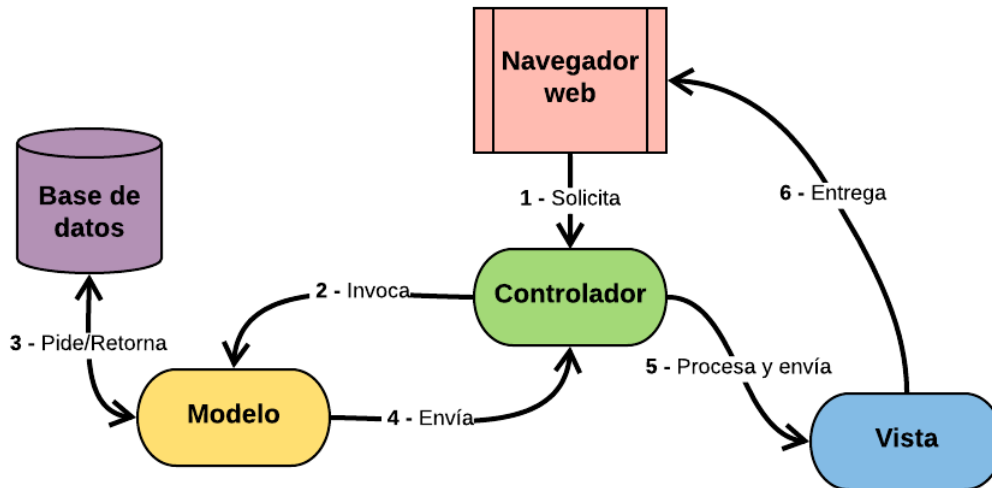 Navegador
web
Base de
datos
1 - Solicita
6 - Entrega
2 - Invoca
Controlador
3 - Pide/Retorna
5 - Procesa y envía
Modelo
4 - Envía
Vista